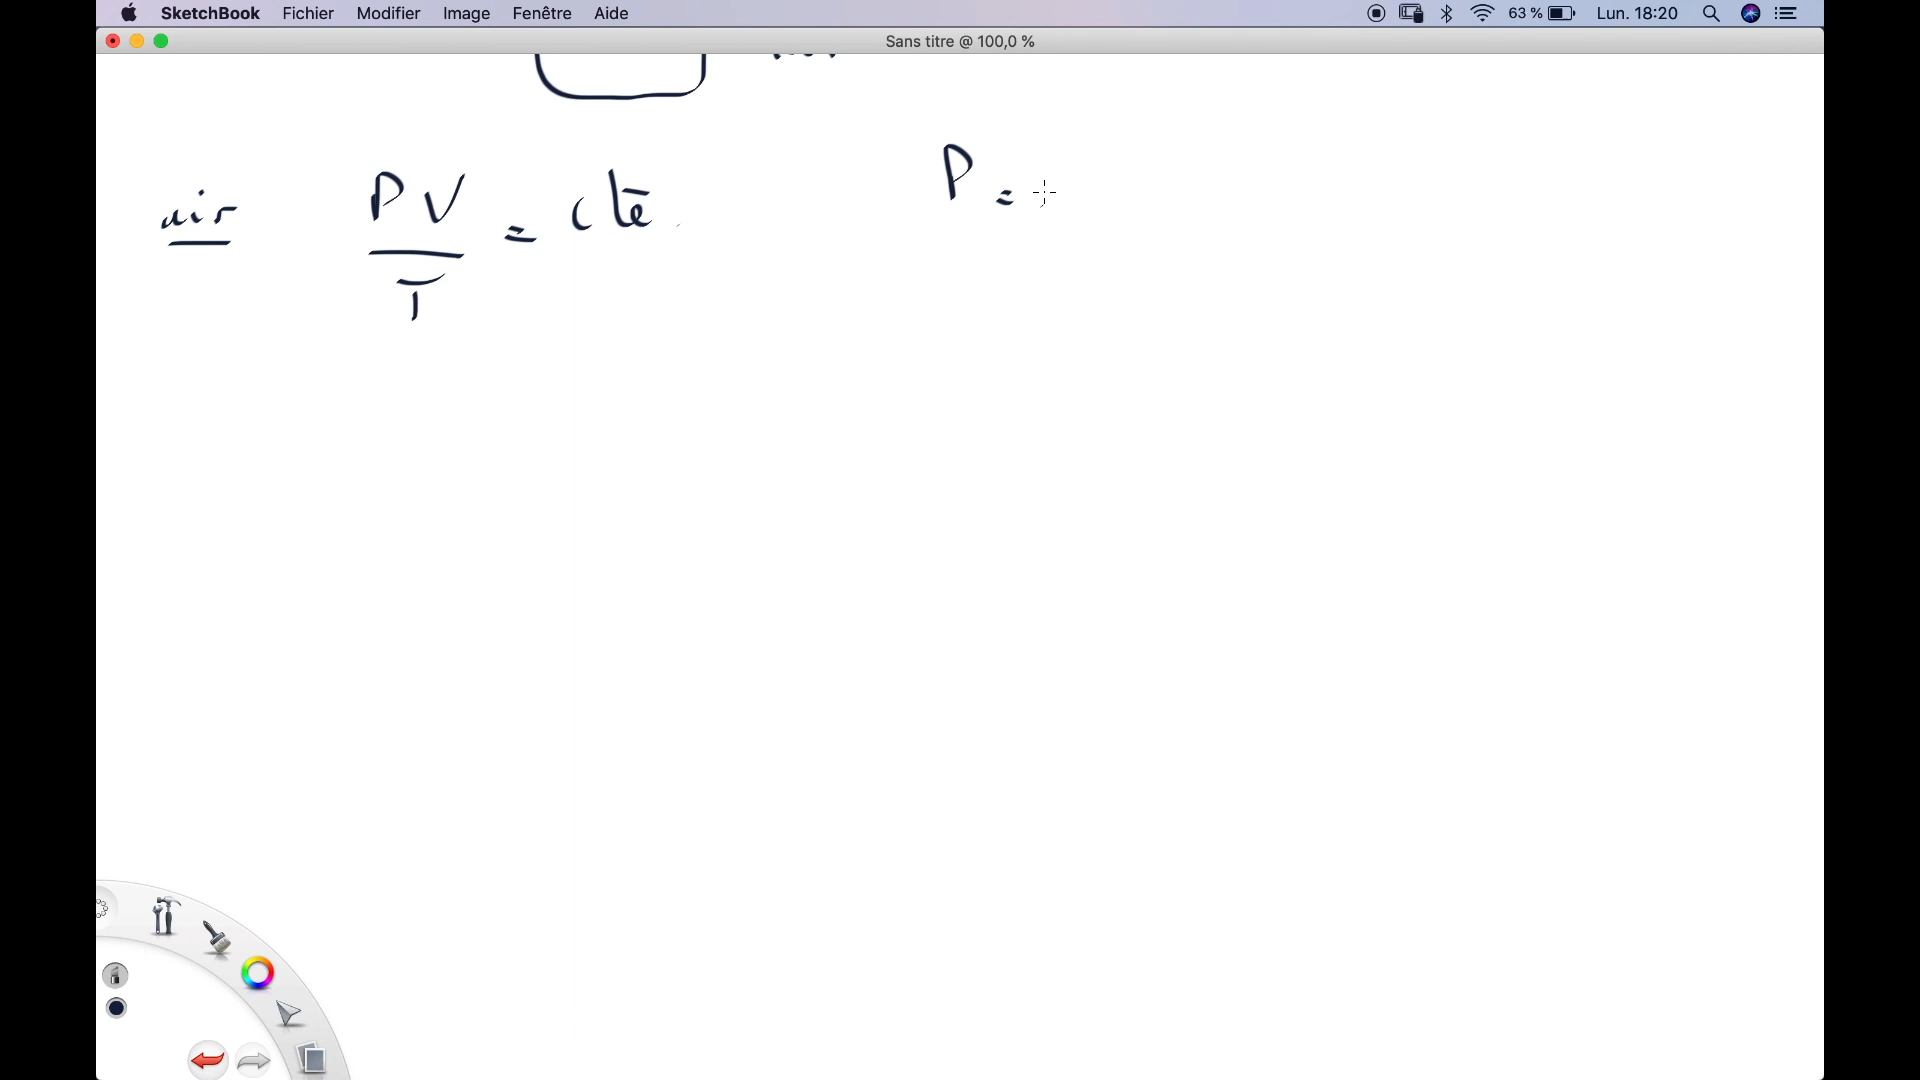 SketchBook Fichier Modifier Image Fenêtre Aide 63 % Lun. 18:20
Sans titre @ 100,0 %
air PV/T = cte. P =